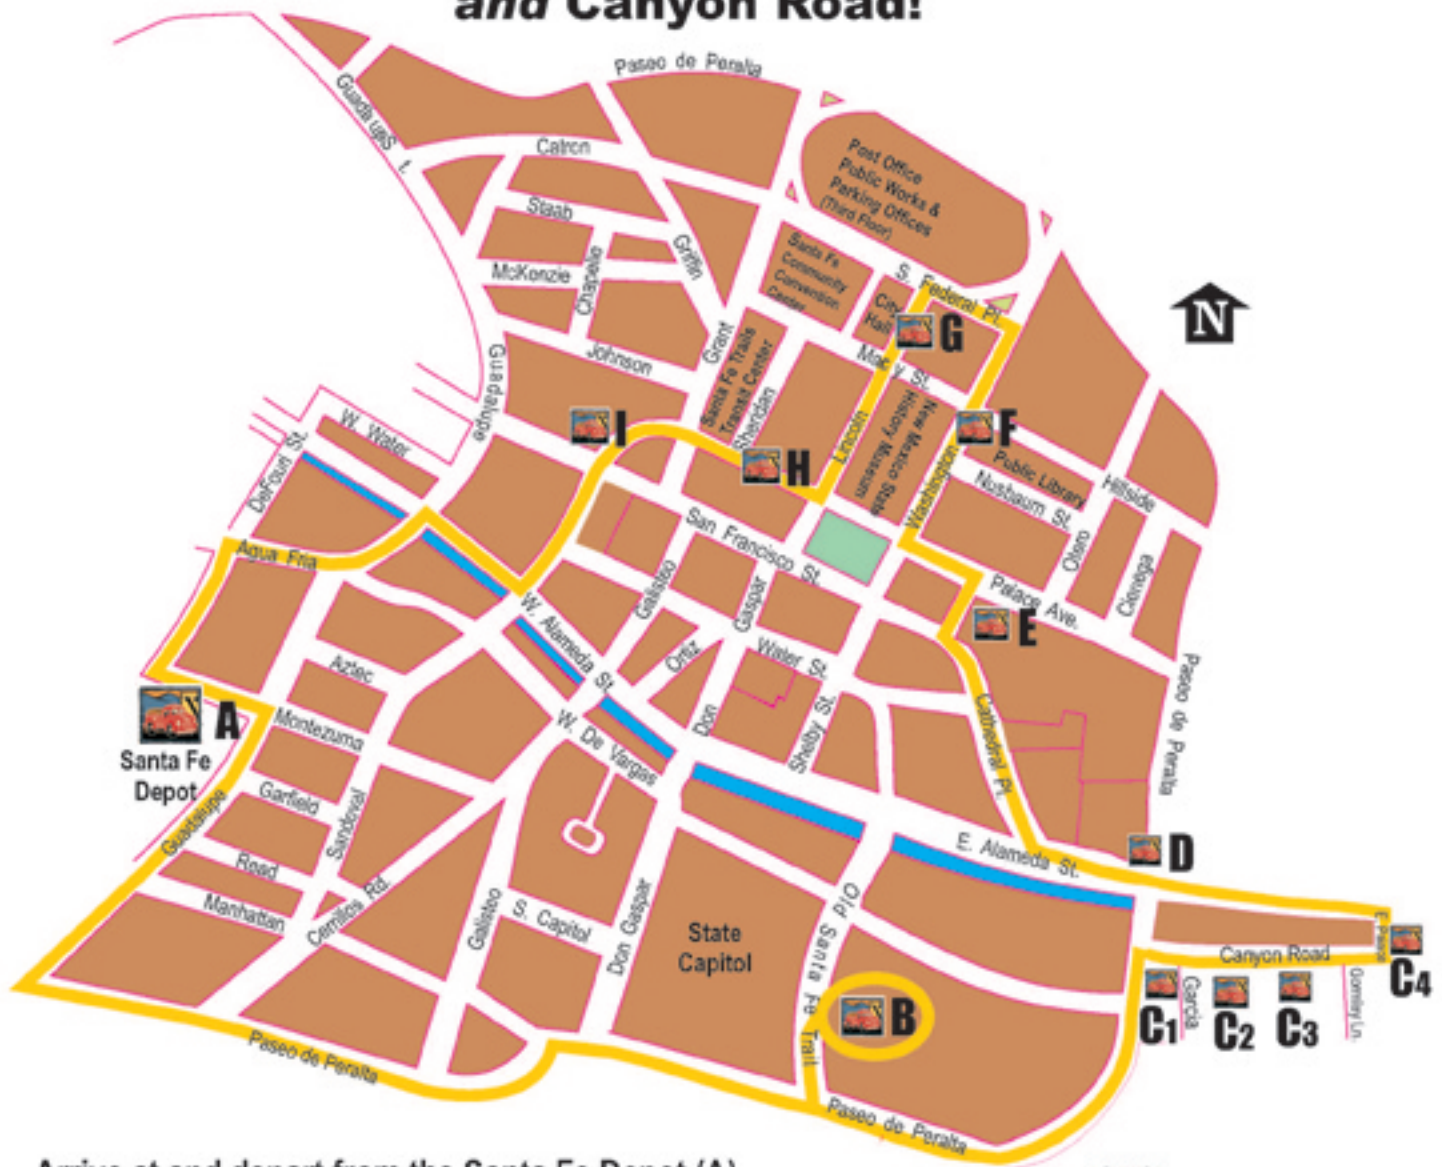 and Canyon Road!
Paseo de Peralta
Guadalupe St.
Catron
Post Office
Public Works &
Parking Offices
(Third Floor)
Staab
Griffin
Santa Fe
Community
Convention
Center
S. Federal Pl.
McKenzie
Chapelle
City
Hall
G
N
Grant
Santa Fe Trails
Transit Center
Marcy St.
Johnson
Guadalupe
Sheridan
Lincoln
New Mexico State
History Museum
F
I
W. Water
DeFouri St.
H
Washington
Public Library
Hillside
Nusbaum St.
Otero
Cienega
San Francisco St.
Agua Fria
Galisteo
Gaspar
Palace Ave.
E
W. Alameda St.
Ortiz
Water St.
Aztec
Paseo de Peralta
A
Santa Fe
Depot
Montezuma
W. De Vargas
Don
Shelby St.
Cathedral Pl.
Garfield
Guadalupe
Sandoval
E. Alameda St.
D
Road
Manhattan
Cerrillos Rd.
Galisteo
S. Capitol
Don Gaspar
State
Capitol
Old Santa Fe Trail
B
Canyon Road
C4
C1
Garcia
C2
C3
Gormley Ln.
Paseo de Peralta
Paseo de Peralta
Arrive at and depart from the Santa Fe Depot (A)